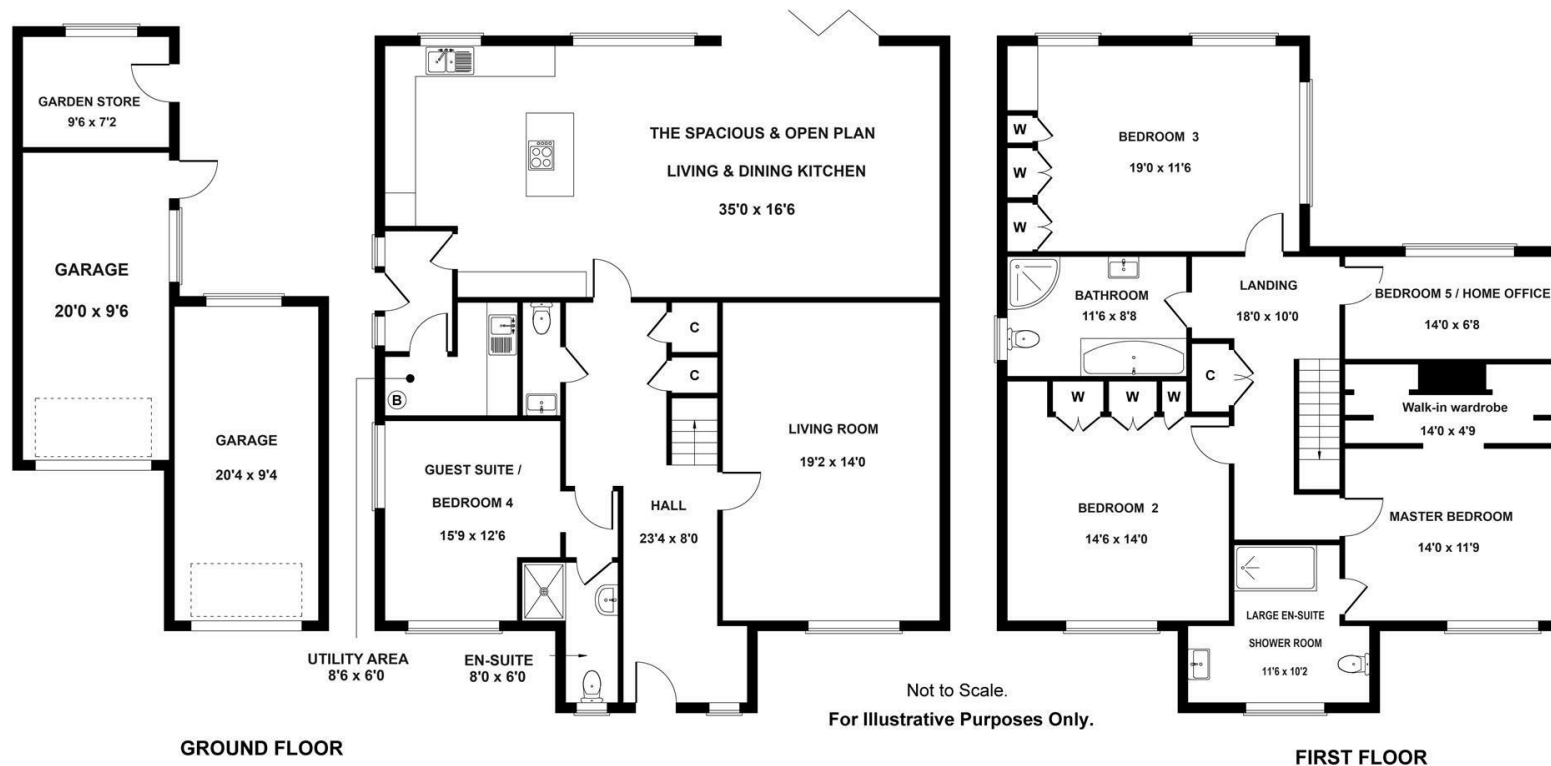 GARDEN STORE
9'6 x 7'2
GARAGE
20'0 x 9'6
GARAGE
20'4 x 9'4
THE SPACIOUS & OPEN PLAN
LIVING & DINING KITCHEN
35'0 x 16'6
C
C
B
GUEST SUITE /
BEDROOM 4
15'9 x 12'6
HALL
23'4 x 8'0
LIVING ROOM
19'2 x 14'0
UTILITY AREA
8'6 x 6'0
EN-SUITE
8'0 x 6'0
GROUND FLOOR
Not to Scale.
For Illustrative Purposes Only.
W
W
W
BEDROOM 3
19'0 x 11'6
BATHROOM
11'6 x 8'8
LANDING
18'0 x 10'0
BEDROOM 5 / HOME OFFICE
14'0 x 6'8
C
W
W
W
Walk-in wardrobe
14'0 x 4'9
BEDROOM 2
14'6 x 14'0
MASTER BEDROOM
14'0 x 11'9
LARGE EN-SUITE
SHOWER ROOM
11'6 x 10'2
FIRST FLOOR